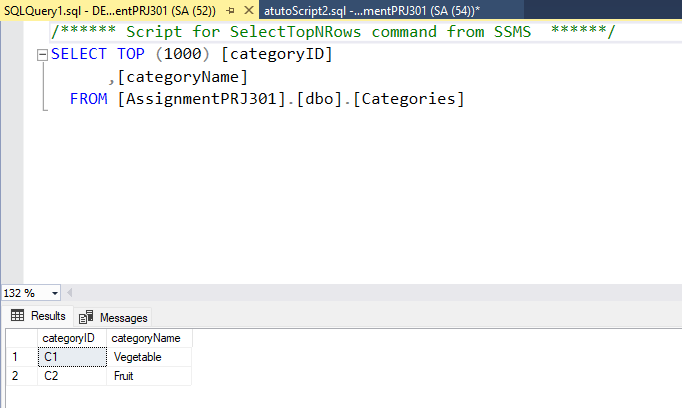 SQLQuery1.sql - DE...entPRJ301 (SA (52))
atutoScript2.sql -...mentPRJ301 (SA (54))*
/****** Script for SelectTopNRows command from SSMS  ******/
SELECT TOP (1000) [categoryID]
,[categoryName]
FROM [AssignmentPRJ301].[dbo].[Categories]
132 %
Results Messages
categoryID categoryName
1 C1 Vegetable
2 C2 Fruit